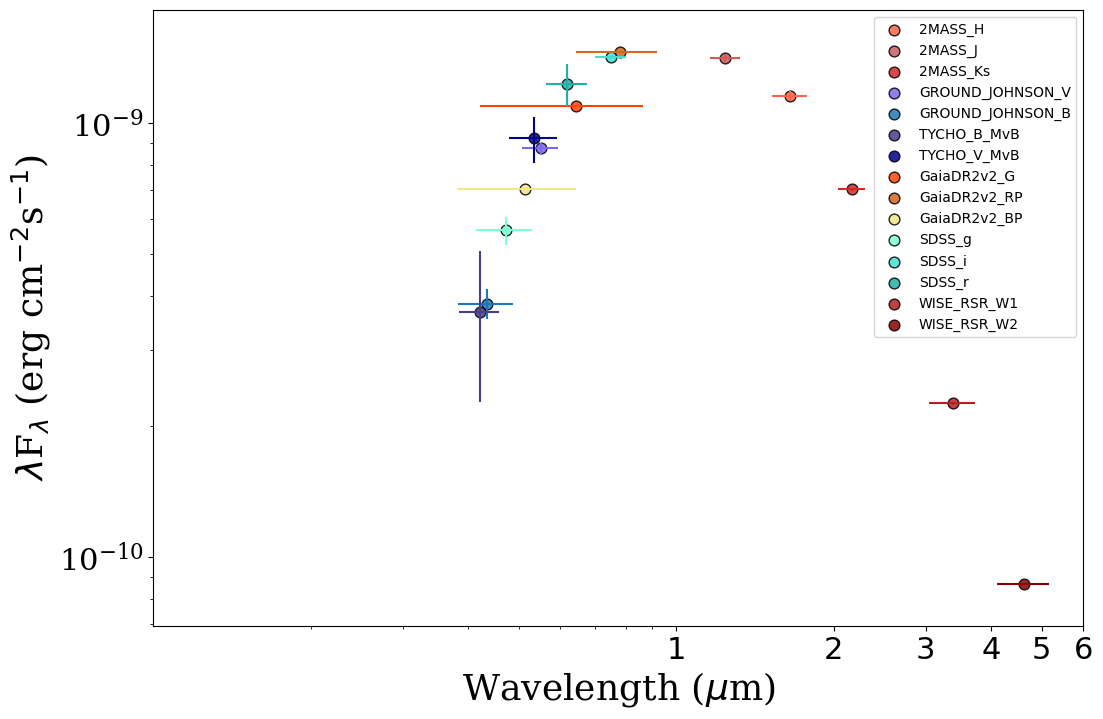 2MASS_H
2MASS_J
2MASS_Ks
GROUND_JOHNSON_V
GROUND_JOHNSON_B
TYCHO_B_MvB
TYCHO_V_MvB
GaiaDR2v2_G
GaiaDR2v2_RP
GaiaDR2v2_BP
SDSS_g
SDSS_i
SDSS_r
WISE_RSR_W1
WISE_RSR_W2
10⁻⁹
10⁻¹⁰
λF_λ (erg cm⁻²s⁻¹)
1 2 3 4 5 6
Wavelength (μm)